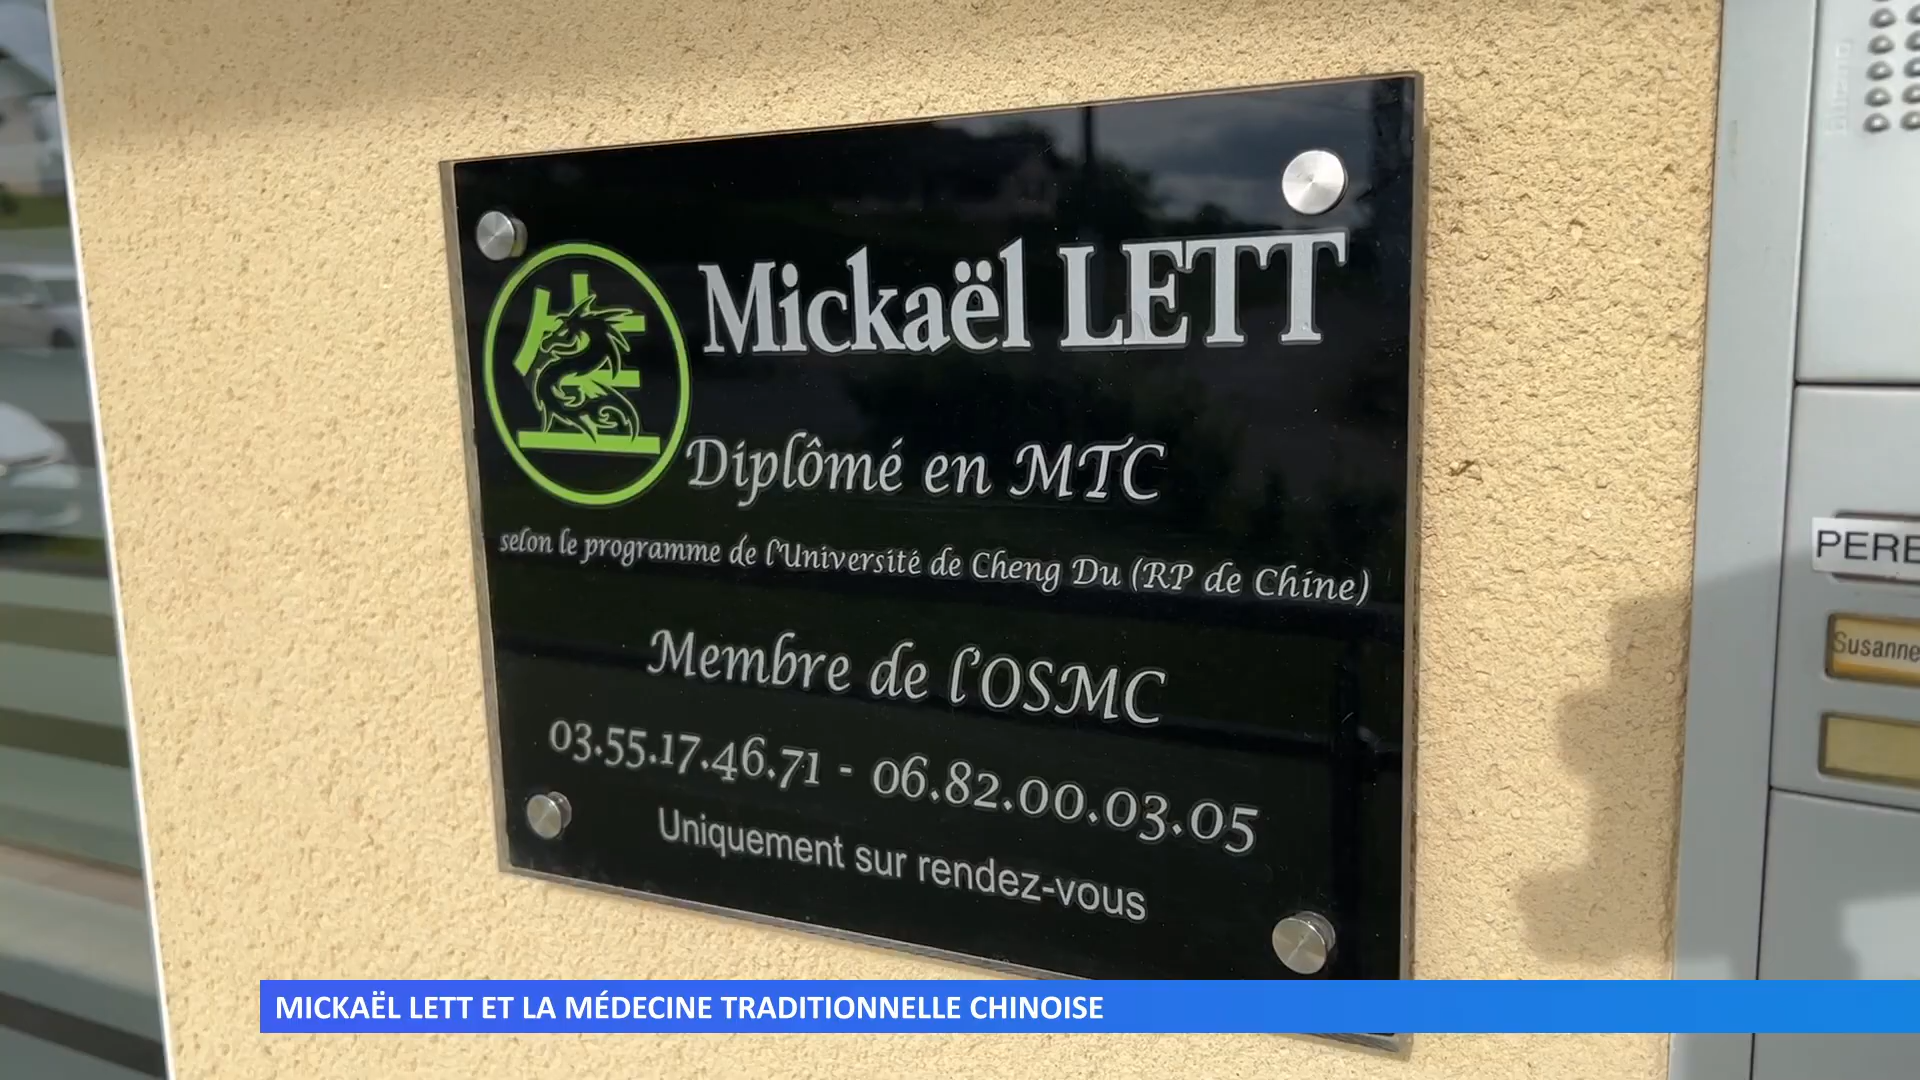 Mickaël LETT
Diplômé en MTC
selon le programme de l'Université de Cheng Du (RP de Chine)
Membre de l'OSMC
03.55.17.46.71 - 06.82.00.03.05
Uniquement sur rendez-vous
PERE
Susanne
MICKAËL LETT ET LA MÉDECINE TRADITIONNELLE CHINOISE